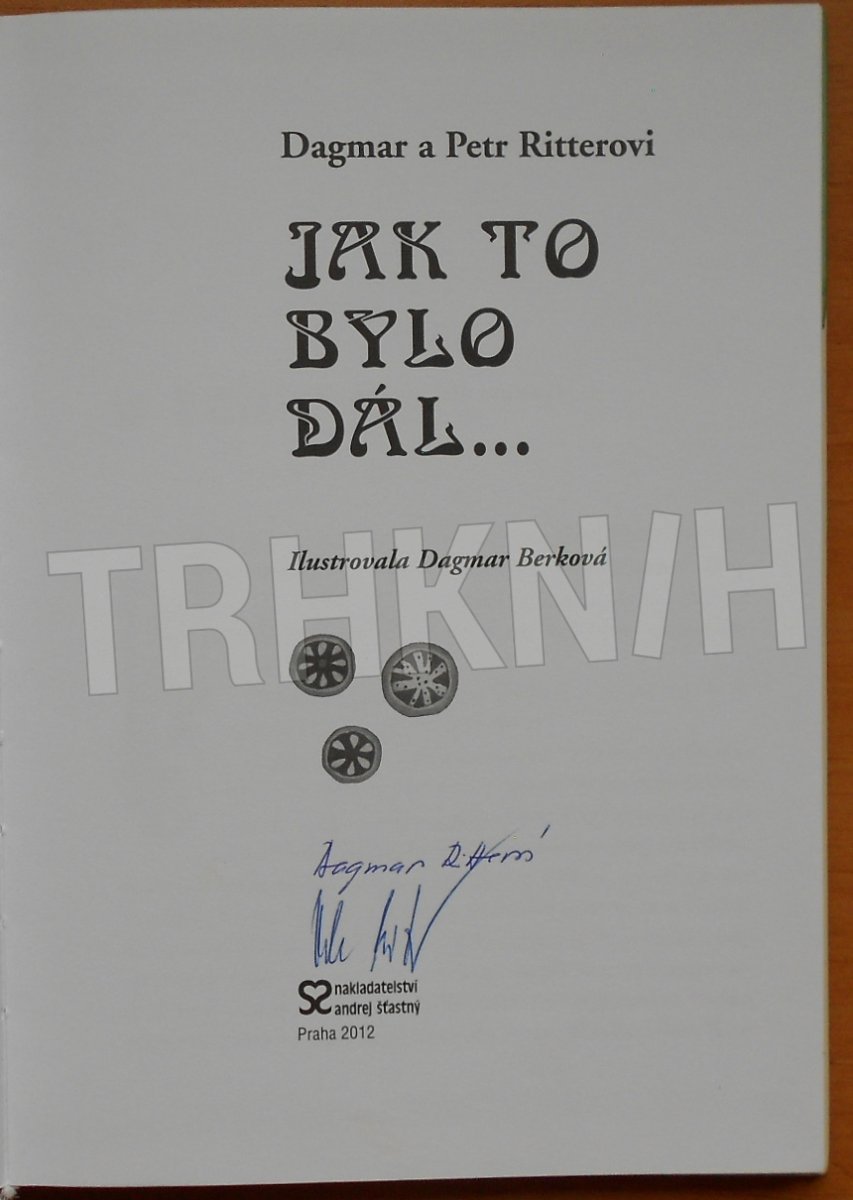 Dagmar a Petr Ritterovi
JAK TO
BYLO
DÁL...
TRHKNIH
Ilustrovala Dagmar Berková
Dagmar Ritterová
nakladatelství
andrej šťastný
Praha 2012